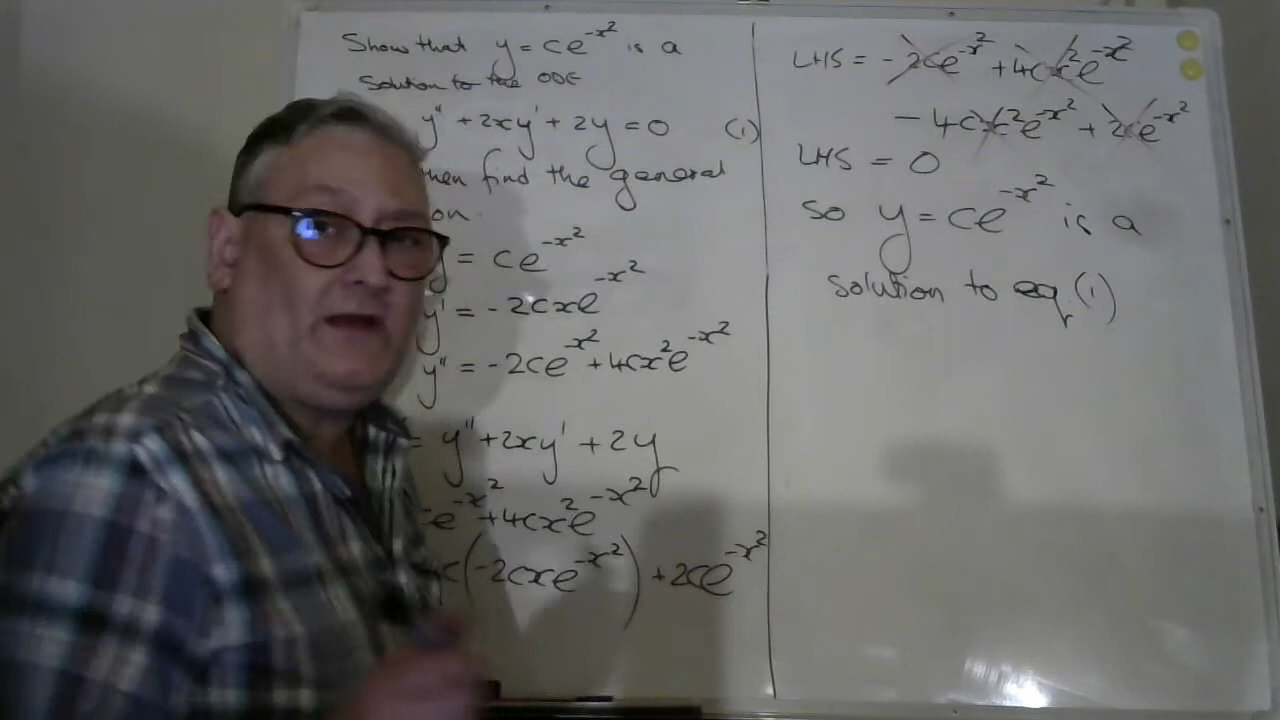 Show that y = ce^{-x^2} is a
solution to the ODE
y'' + 2xy' + 2y = 0 (1)
find the general
on.
= ce^{-x^2}
y' = -2cxe^{-x^2}
y'' = -2ce^{-x^2} + 4cx^2e^{-x^2}
= y'' + 2xy' + 2y
e^{-x^2} + 4cx^2e^{-x^2}
(-2cxe^{-x^2}) + 2ce^{-x^2}
LHS = -2ce^{-x^2} + 4cx^2e^{-x^2}
-4cx^2e^{-x^2} + 2ce^{-x^2}
LHS = 0
so y = ce^{-x^2} is a
solution to eq (1)